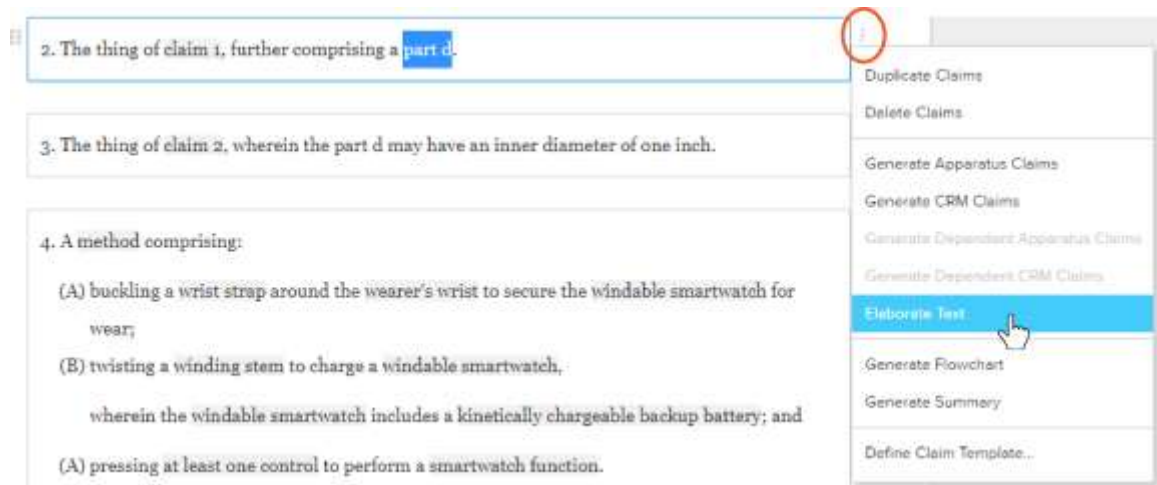 2. The thing of claim 1, further comprising a part d.
Duplicate Claims
Delete Claims
3. The thing of claim 2, wherein the part d may have an inner diameter of one inch.
Generate Apparatus Claims
Generate CRM Claims
4. A method comprising:
Generate Dependent Apparatus Claims
Generate Dependent CRM Claims
(A) buckling a wrist strap around the wearer's wrist to secure the windable smartwatch for
wear;
Elaborate Text
(B) twisting a winding stem to charge a windable smartwatch,
Generate Flowchart
wherein the windable smartwatch includes a kinetically chargeable backup battery; and
Generate Summary
(A) pressing at least one control to perform a smartwatch function.
Define Claim Template...